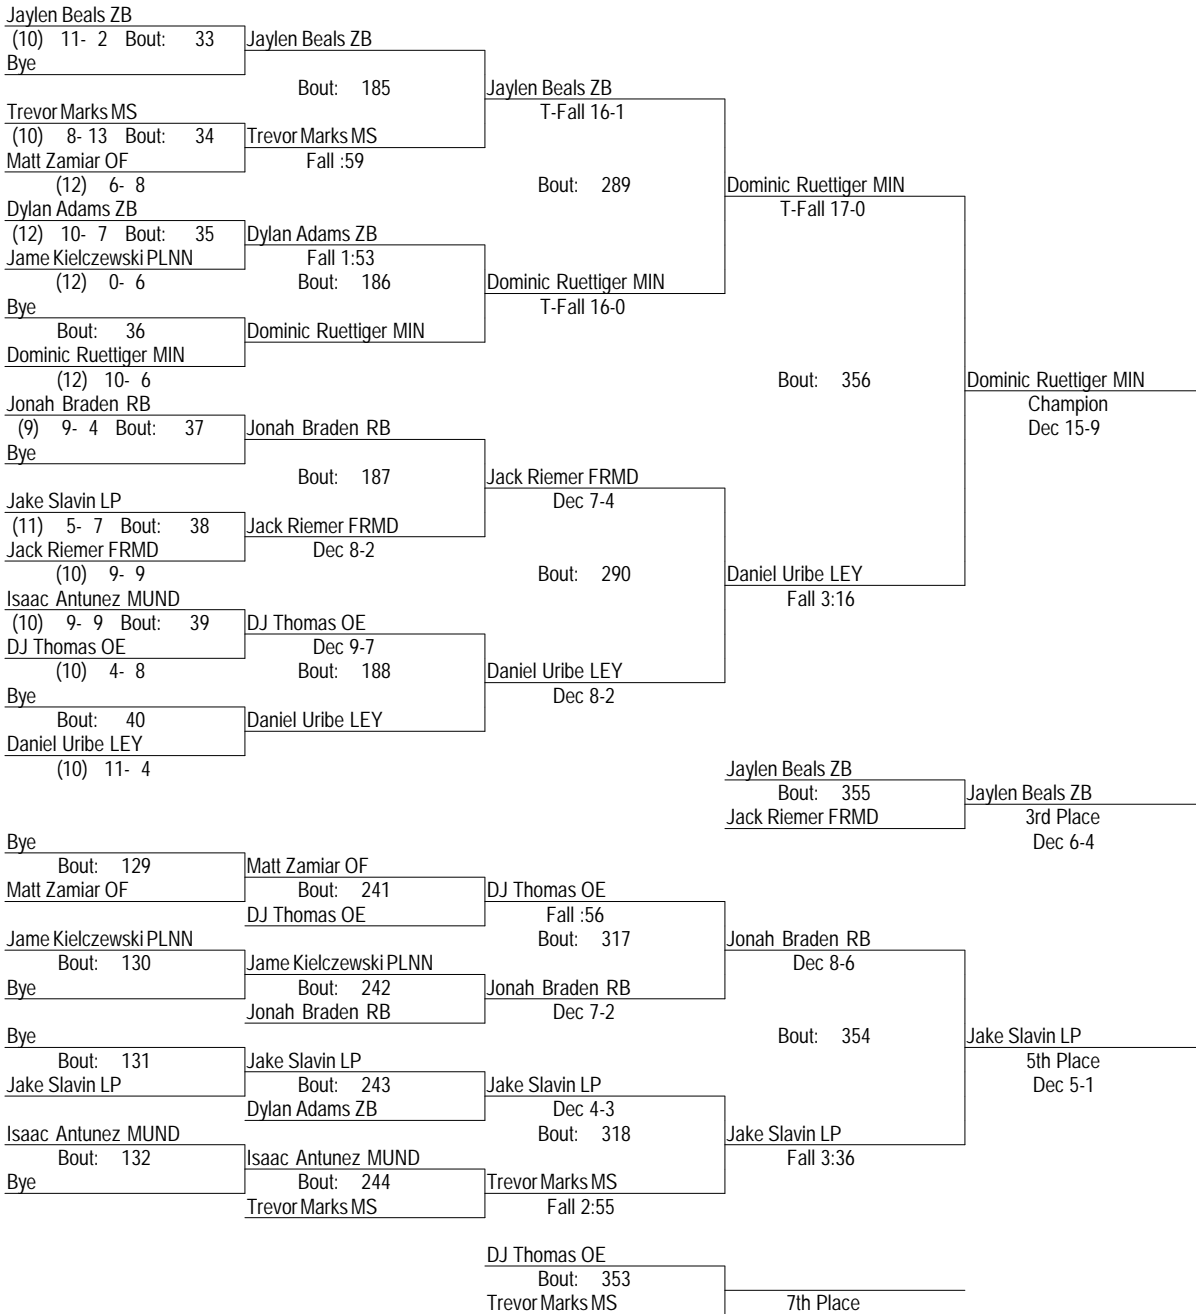 Jaylen Beals ZB
(10) 11- 2 Bout: 33 Jaylen Beals ZB
Bye
Bout: 185 Jaylen Beals ZB
Trevor Marks MS T-Fall 16-1
(10) 8- 13 Bout: 34 Trevor Marks MS
Matt Zamiar OF Fall :59
(12) 6- 8 Bout: 289 Dominic Ruettiger MIN
Dylan Adams ZB T-Fall 17-0
(12) 10- 7 Bout: 35 Dylan Adams ZB
Jame Kielczewski PLNN Fall 1:53
(12) 0- 6 Bout: 186 Dominic Ruettiger MIN
Bye T-Fall 16-0
Bout: 36 Dominic Ruettiger MIN
Dominic Ruettiger MIN
(12) 10- 6 Bout: 356 Dominic Ruettiger MIN
Jonah Braden RB Champion
(9) 9- 4 Bout: 37 Jonah Braden RB Dec 15-9
Bye
Bout: 187 Jack Riemer FRMD
Jake Slavin LP Dec 7-4
(11) 5- 7 Bout: 38 Jack Riemer FRMD
Jack Riemer FRMD Dec 8-2
(10) 9- 9 Bout: 290 Daniel Uribe LEY
Isaac Antunez MUND Fall 3:16
(10) 9- 9 Bout: 39 DJ Thomas OE
DJ Thomas OE Dec 9-7
(10) 4- 8 Bout: 188 Daniel Uribe LEY
Bye Dec 8-2
Bout: 40 Daniel Uribe LEY
Daniel Uribe LEY
(10) 11- 4 Jaylen Beals ZB
Bout: 355 Jaylen Beals ZB
Jack Riemer FRMD 3rd Place
Bye Dec 6-4
Bout: 129 Matt Zamiar OF
Matt Zamiar OF Bout: 241 DJ Thomas OE
DJ Thomas OE Fall :56
Jame Kielczewski PLNN Bout: 317 Jonah Braden RB
Bout: 130 Jame Kielczewski PLNN Dec 8-6
Bye Bout: 242 Jonah Braden RB
Jonah Braden RB Dec 7-2
Bye Bout: 354 Jake Slavin LP
Bout: 131 Jake Slavin LP 5th Place
Jake Slavin LP Bout: 243 Jake Slavin LP Dec 5-1
Dylan Adams ZB Dec 4-3
Isaac Antunez MUND Bout: 318 Jake Slavin LP
Bout: 132 Isaac Antunez MUND Fall 3:36
Bye Bout: 244 Trevor Marks MS
Trevor Marks MS Fall 2:55
DJ Thomas OE
Bout: 353
Trevor Marks MS 7th Place